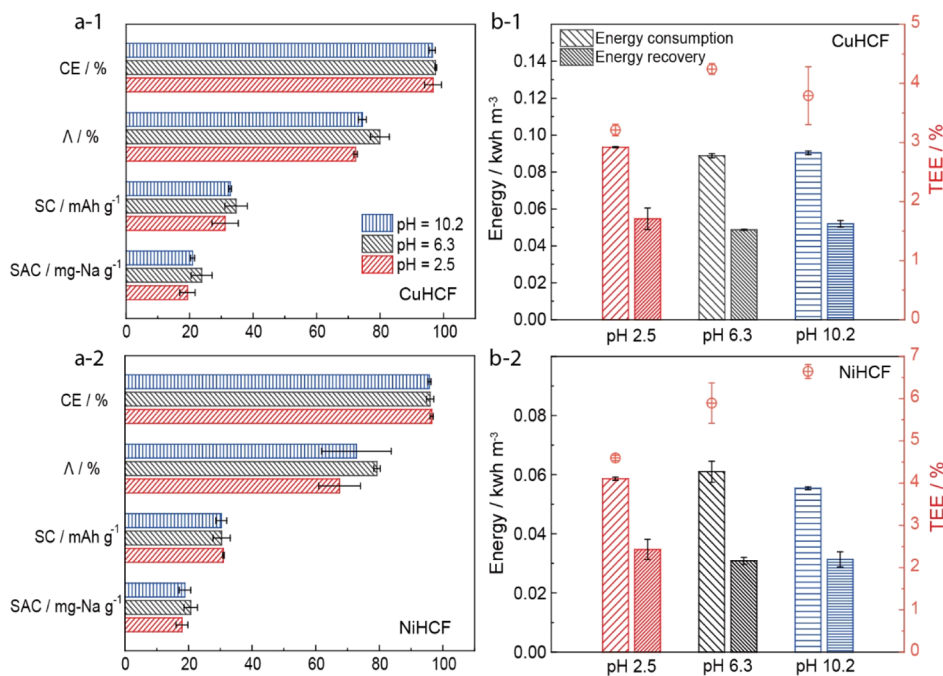 a-1
CE / %
Λ / %
SC / mAh g⁻¹
SAC / mg-Na g⁻¹
pH = 10.2
pH = 6.3
pH = 2.5
CuHCF
0 20 40 60 80 100
b-1
Energy consumption
Energy recovery
CuHCF
Energy / kwh m⁻³
0.14
0.12
0.10
0.08
0.06
0.04
0.02
0.00
5
4
3
2
1
0
TEE / %
pH 2.5 pH 6.3 pH 10.2
a-2
CE / %
Λ / %
SC / mAh g⁻¹
SAC / mg-Na g⁻¹
NiHCF
0 20 40 60 80 100
b-2
NiHCF
Energy / kwh m⁻³
0.08
0.06
0.04
0.02
0.00
7
6
5
4
3
2
1
0
TEE / %
pH 2.5 pH 6.3 pH 10.2